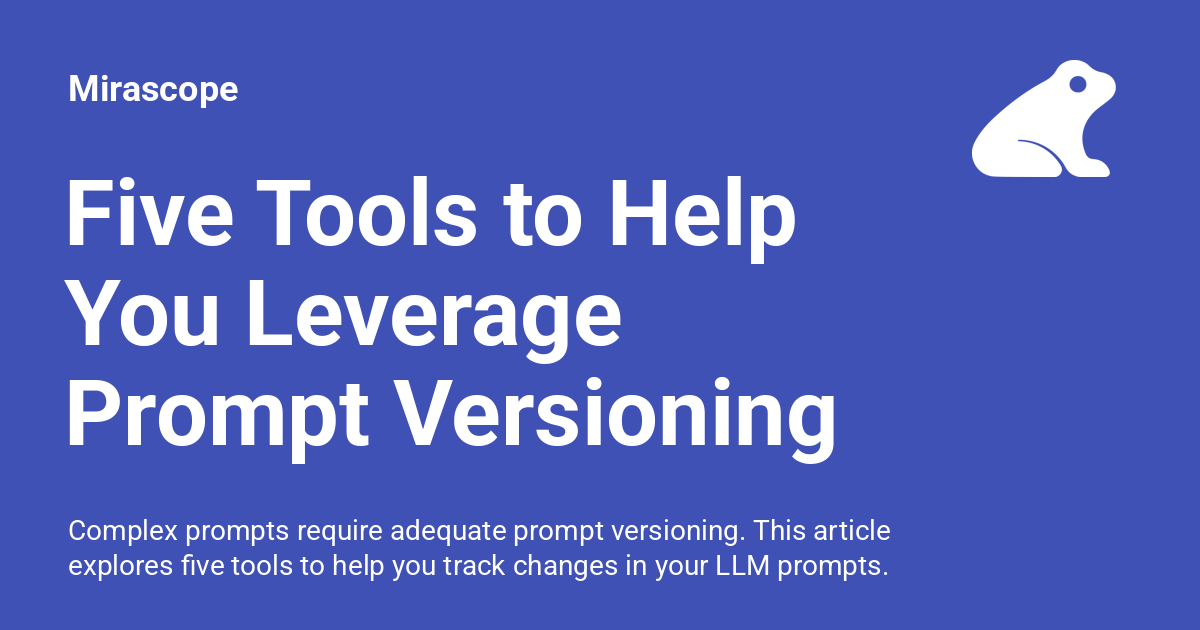 Mirascope
Five Tools to Help
You Leverage
Prompt Versioning
Complex prompts require adequate prompt versioning. This article
explores five tools to help you track changes in your LLM prompts.